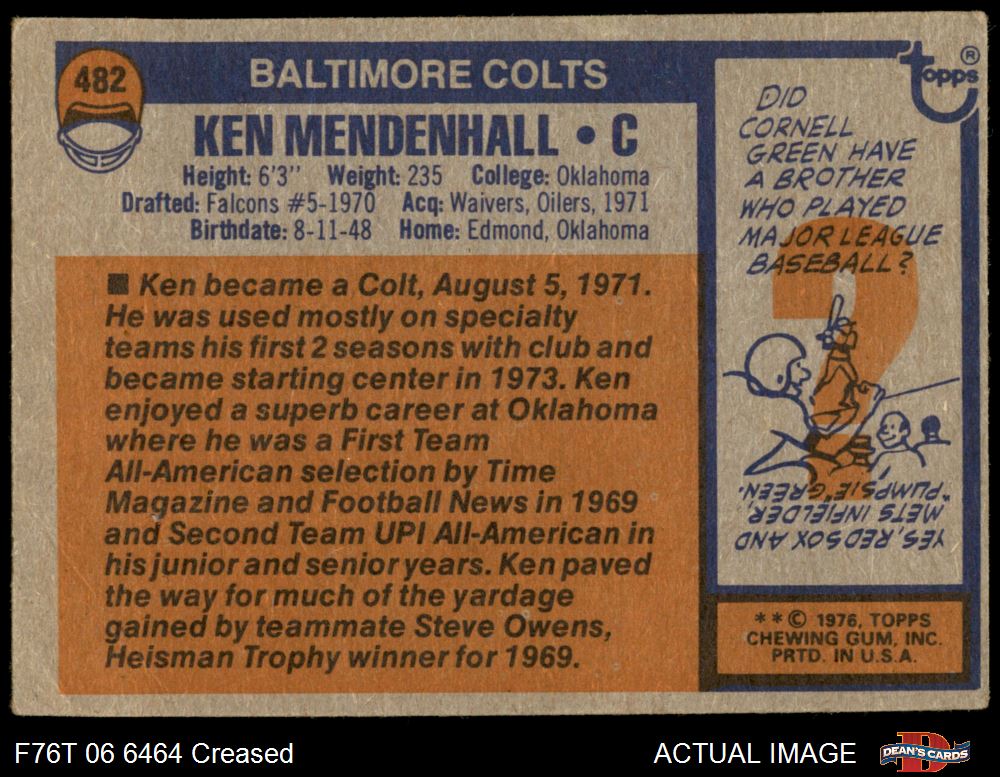 482
BALTIMORE COLTS
KEN MENDENHALL • C
Height: 6'3" Weight: 235 College: Oklahoma
Drafted: Falcons #5-1970 Acq: Waivers, Oilers, 1971
Birthdate: 8-11-48 Home: Edmond, Oklahoma
■ Ken became a Colt, August 5, 1971.
He was used mostly on specialty
teams his first 2 seasons with club and
became starting center in 1973. Ken
enjoyed a superb career at Oklahoma
where he was a First Team
All-American selection by Time
Magazine and Football News in 1969
and Second Team UPI All-American in
his junior and senior years. Ken paved
the way for much of the yardage
gained by teammate Steve Owens,
Heisman Trophy winner for 1969.
topps®
DID
CORNELL
GREEN HAVE
A BROTHER
WHO PLAYED
MAJOR LEAGUE
BASEBALL?
?
YES, RED SOX AND
METS INFIELDER,
"PUMPSIE" GREEN.
**© 1976, TOPPS
CHEWING GUM, INC.
PRTD. IN U.S.A.
F76T 06 6464 Creased
ACTUAL IMAGE
D
DEAN'S CARDS